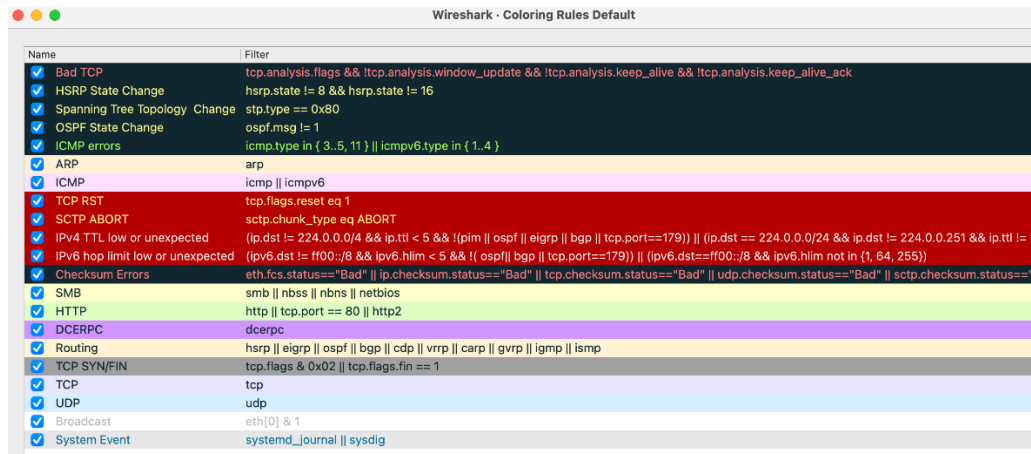 Wireshark · Coloring Rules Default
Name Filter
Bad TCP tcp.analysis.flags && !tcp.analysis.window_update && !tcp.analysis.keep_alive && !tcp.analysis.keep_alive_ack
HSRP State Change hsrp.state != 8 && hsrp.state != 16
Spanning Tree Topology Change stp.type == 0x80
OSPF State Change ospf.msg != 1
ICMP errors icmp.type in { 3..5, 11 } || icmpv6.type in { 1..4 }
ARP arp
ICMP icmp || icmpv6
TCP RST tcp.flags.reset eq 1
SCTP ABORT sctp.chunk_type eq ABORT
IPv4 TTL low or unexpected (ip.dst != 224.0.0.0/4 && ip.ttl < 5 && !(pim || ospf || eigrp || bgp || tcp.port==179)) || (ip.dst == 224.0.0.0/24 && ip.dst != 224.0.0.251 && ip.ttl !=
IPv6 hop limit low or unexpected (ipv6.dst != ff00::/8 && ipv6.hlim < 5 && !( ospf|| bgp || tcp.port==179)) || (ipv6.dst==ff00::/8 && ipv6.hlim not in {1, 64, 255})
Checksum Errors eth.fcs.status=="Bad" || ip.checksum.status=="Bad" || tcp.checksum.status=="Bad" || udp.checksum.status=="Bad" || sctp.checksum.status=="
SMB smb || nbss || nbns || netbios
HTTP http || tcp.port == 80 || http2
DCERPC dcerpc
Routing hsrp || eigrp || ospf || bgp || cdp || vrrp || carp || gvrp || igmp || ismp
TCP SYN/FIN tcp.flags & 0x02 || tcp.flags.fin == 1
TCP tcp
UDP udp
Broadcast eth[0] & 1
System Event systemd_journal || sysdig